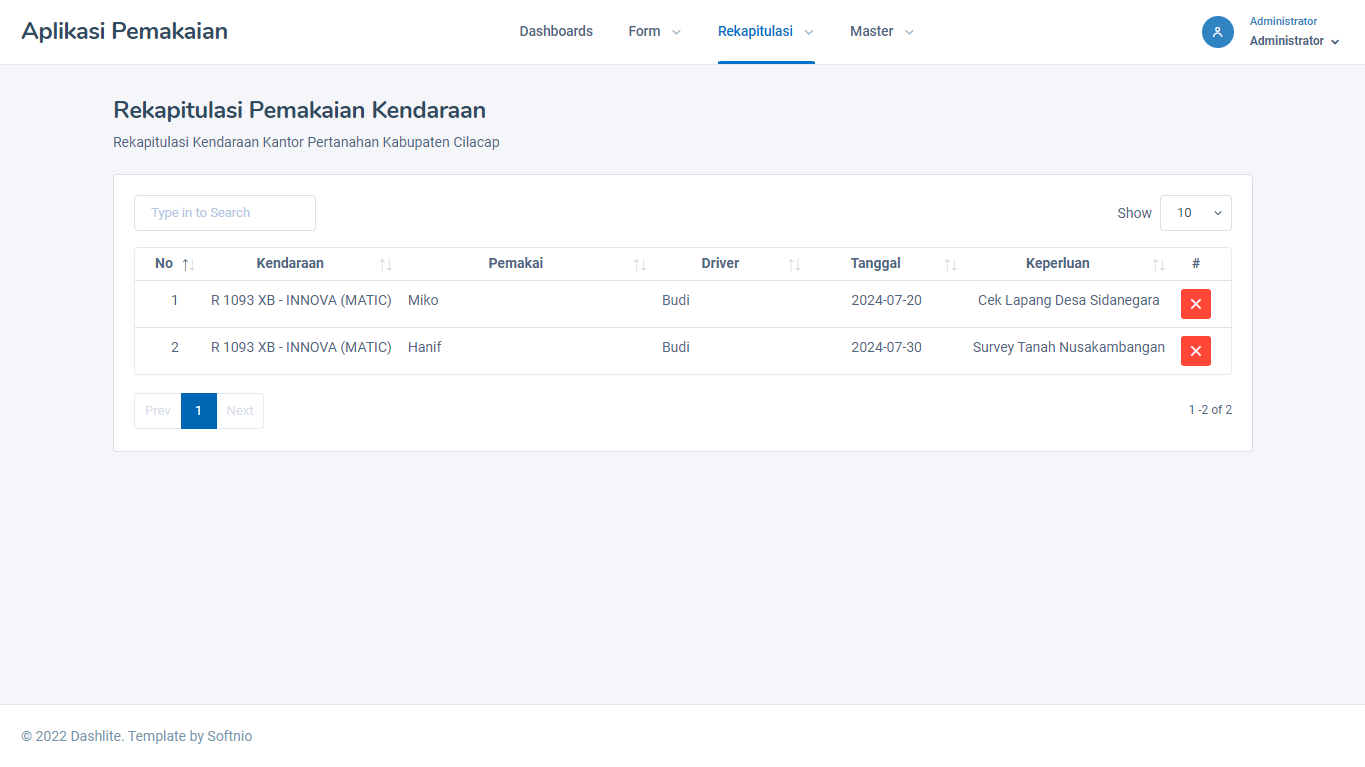 Aplikasi Pemakaian
Dashboards Form Rekapitulasi Master
Administrator
Administrator
Rekapitulasi Pemakaian Kendaraan
Rekapitulasi Kendaraan Kantor Pertanahan Kabupaten Cilacap
Type in to Search
Show 10
No Kendaraan Pemakai Driver Tanggal Keperluan #
1 R 1093 XB - INNOVA (MATIC) Miko Budi 2024-07-20 Cek Lapang Desa Sidanegara
2 R 1093 XB - INNOVA (MATIC) Hanif Budi 2024-07-30 Survey Tanah Nusakambangan
Prev 1 Next
1 -2 of 2
© 2022 Dashlite. Template by Softnio